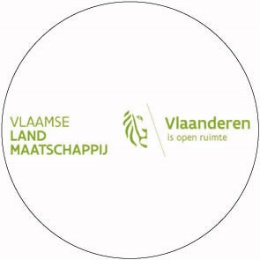 VLAAMSE
LAND
MAATSCHAPPIJ
Vlaanderen
is open ruimte